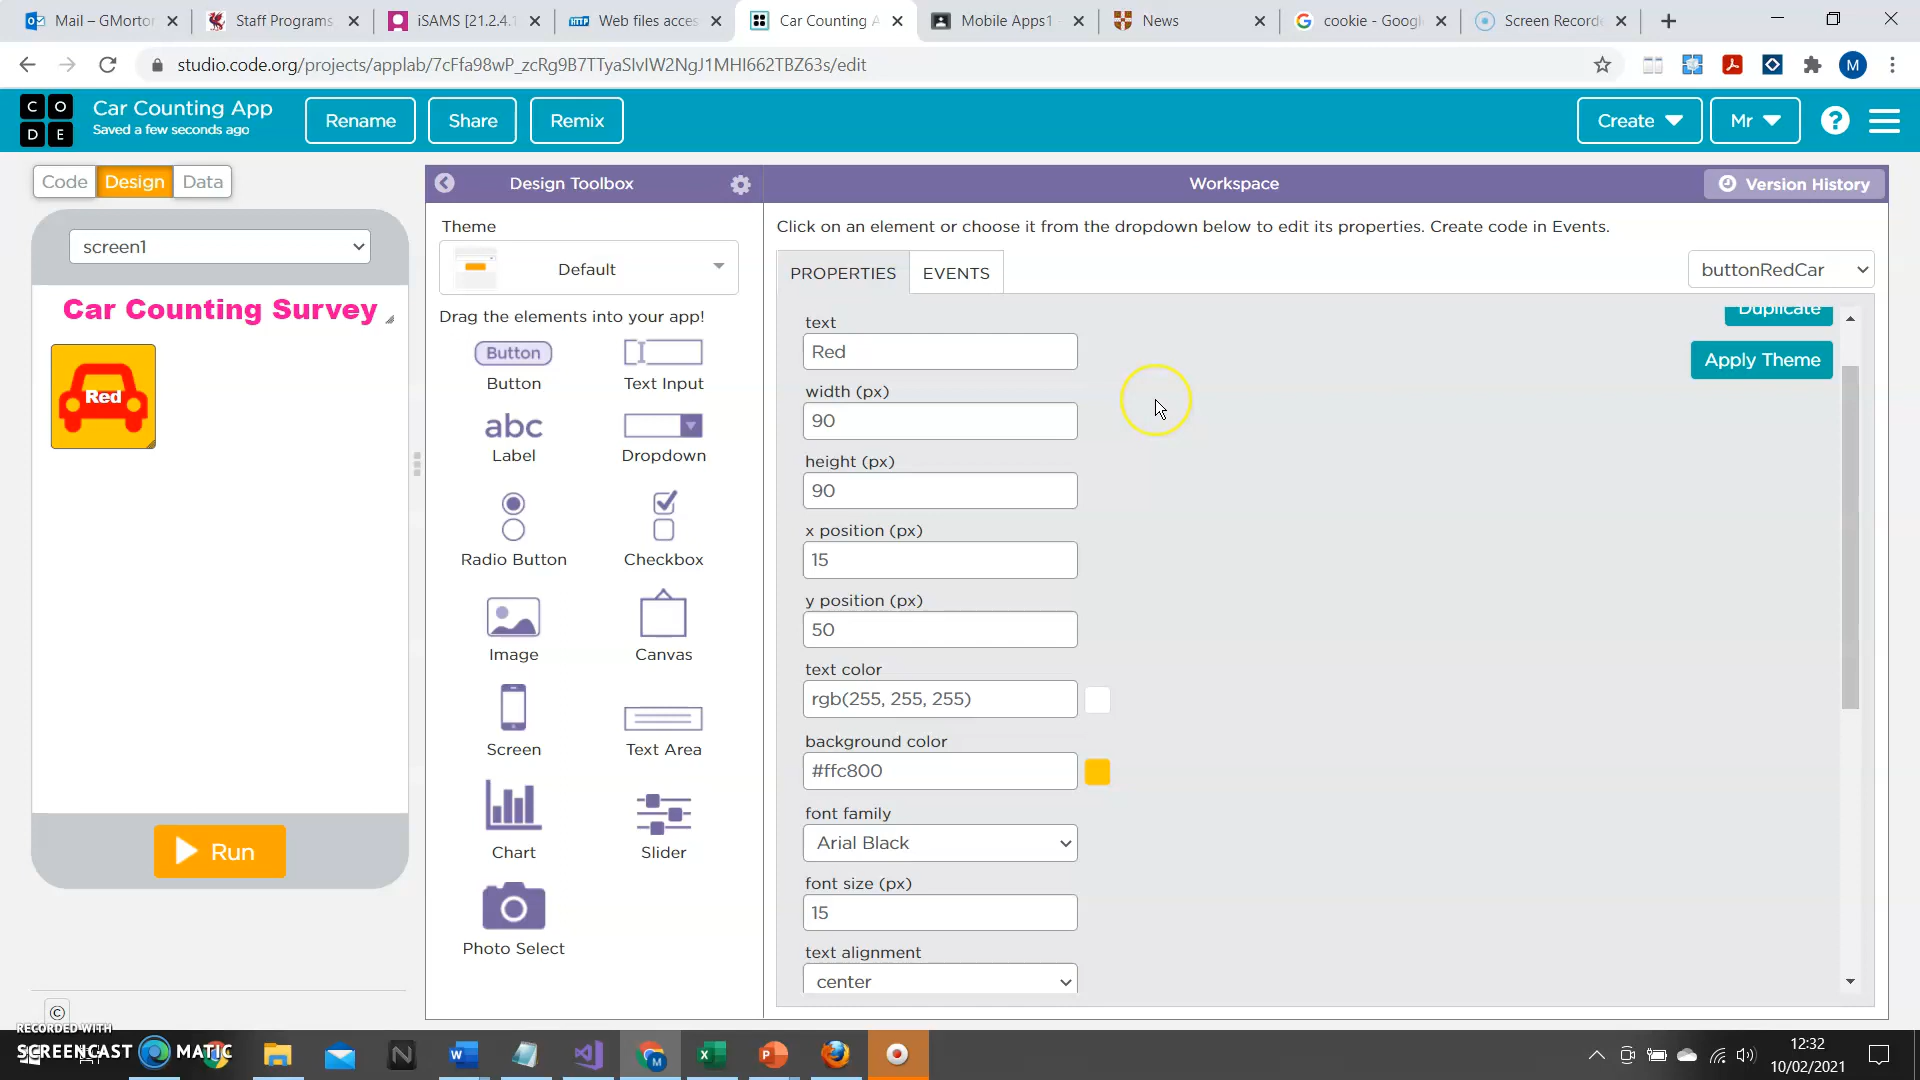 Mail – GMorto
Staff Programs
iSAMS [21.2.4.1
Web files acces
Car Counting A
Mobile Apps1
News
cookie - Googl
Screen Record
studio.code.org/projects/applab/7cFfa98wP_zcRg9B7TTyaSlvIW2NgJ1MHI662TBZ63s/edit
M
C O
D E
Car Counting App
Saved a few seconds ago
Rename
Share
Remix
Create
Mr
?
Code
Design
Data
Design Toolbox
Workspace
Version History
screen1
Car Counting Survey
Red
Run
Theme
Default
Drag the elements into your app!
Button
Button
Text Input
abc
Label
Dropdown
Radio Button
Checkbox
Image
Canvas
Screen
Text Area
Chart
Slider
Photo Select
Click on an element or choose it from the dropdown below to edit its properties. Create code in Events.
PROPERTIES
EVENTS
buttonRedCar
Duplicate
Apply Theme
text
Red
width (px)
90
height (px)
90
x position (px)
15
y position (px)
50
text color
rgb(255, 255, 255)
background color
#ffc800
font family
Arial Black
font size (px)
15
text alignment
center
©
RECORDED WITH
SCREENCAST MATIC
12:32
10/02/2021